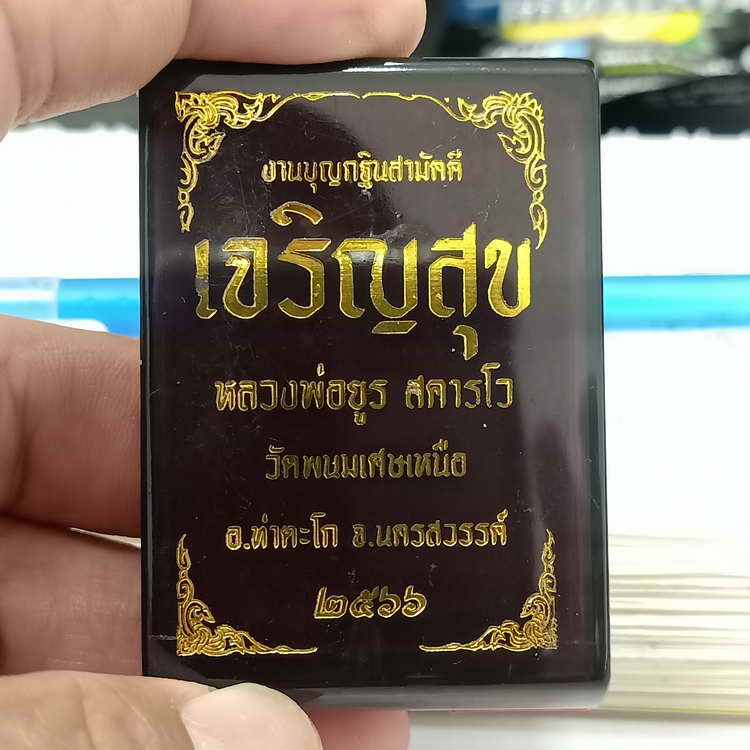 งานบุญกฐินสามัคคี
เจริญสุข
หลวงพ่อยูร สคารโว
วัดพนมเศษเหนือ
อ.ท่าตะโก จ.นครสวรรค์
๒๕๖๖